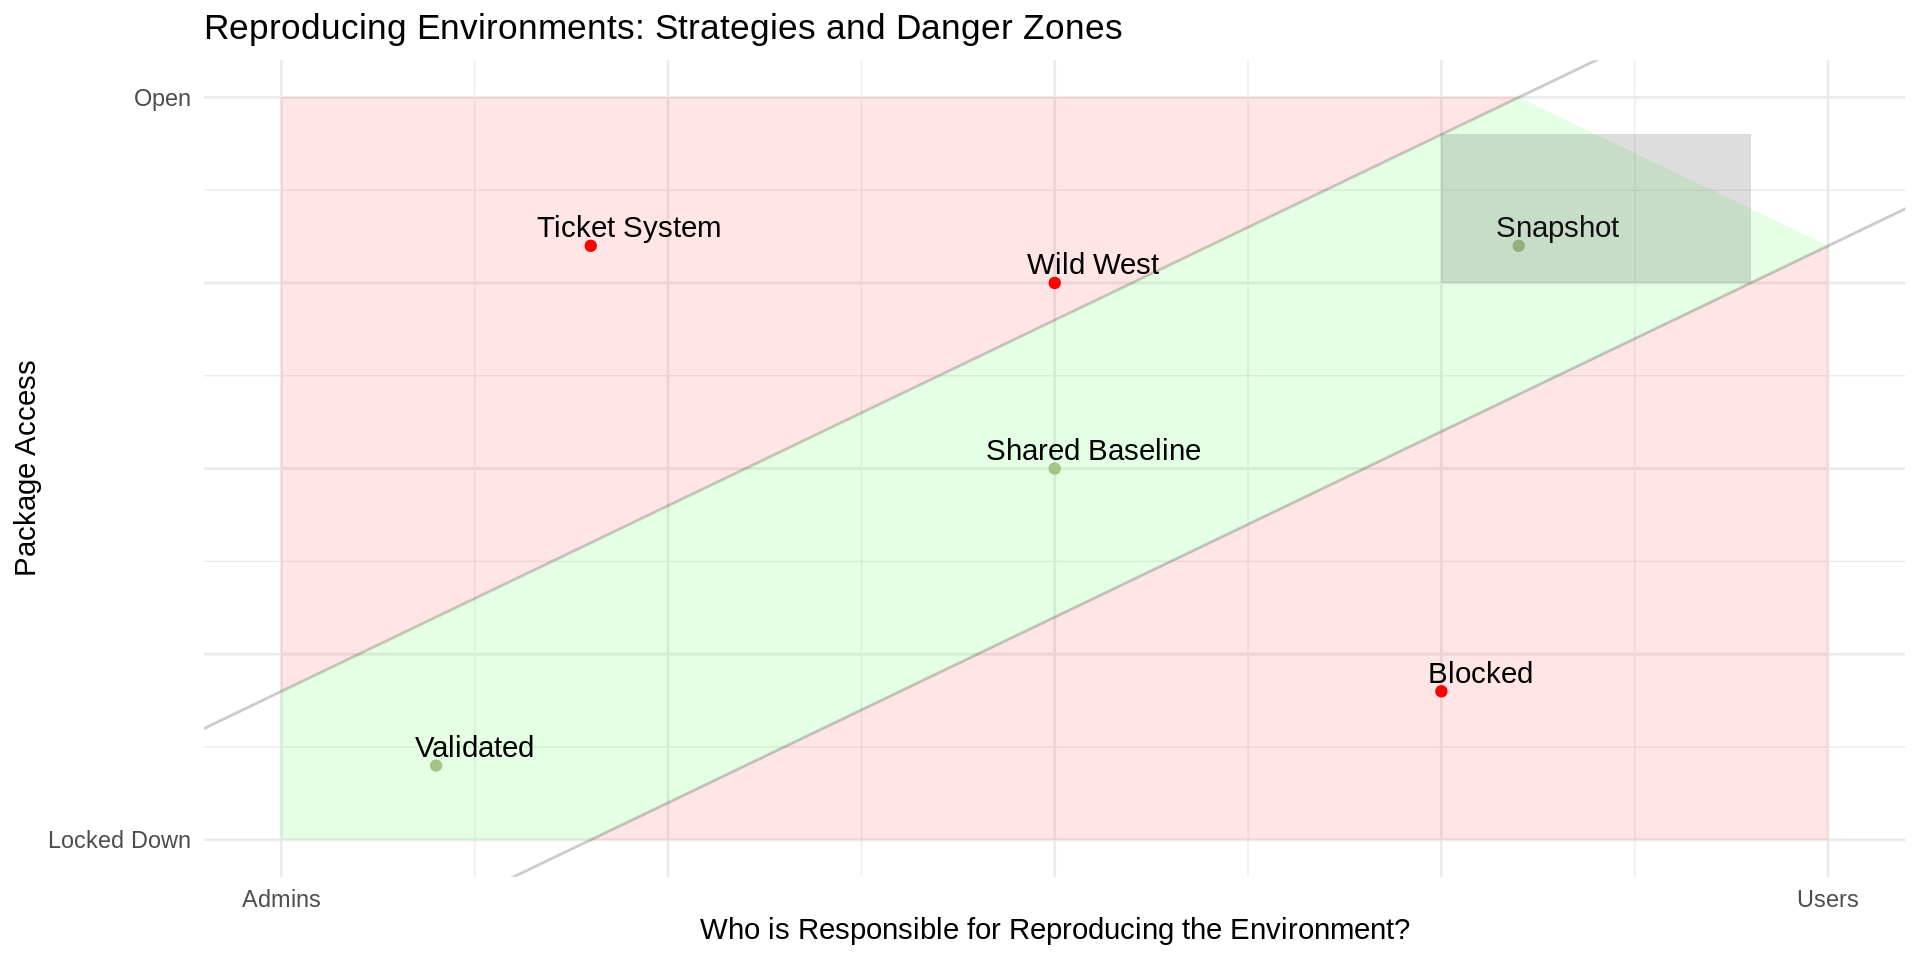 Reproducing Environments: Strategies and Danger Zones
Open
Ticket System
Snapshot
Wild West
Package Access
Shared Baseline
Blocked
Validated
Locked Down
Admins
Users
Who is Responsible for Reproducing the Environment?